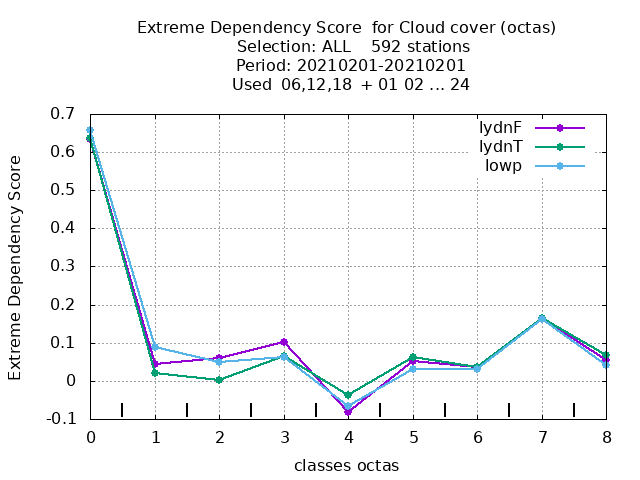 Extreme Dependency Score  for Cloud cover (octas)
Selection: ALL    592 stations
Period: 20210201-20210201
Used  06,12,18  + 01 02 ... 24
lydnF
lydnT
lowp
Extreme Dependency Score
0.7
0.6
0.5
0.4
0.3
0.2
0.1
0
-0.1
0 1 2 3 4 5 6 7 8
classes octas